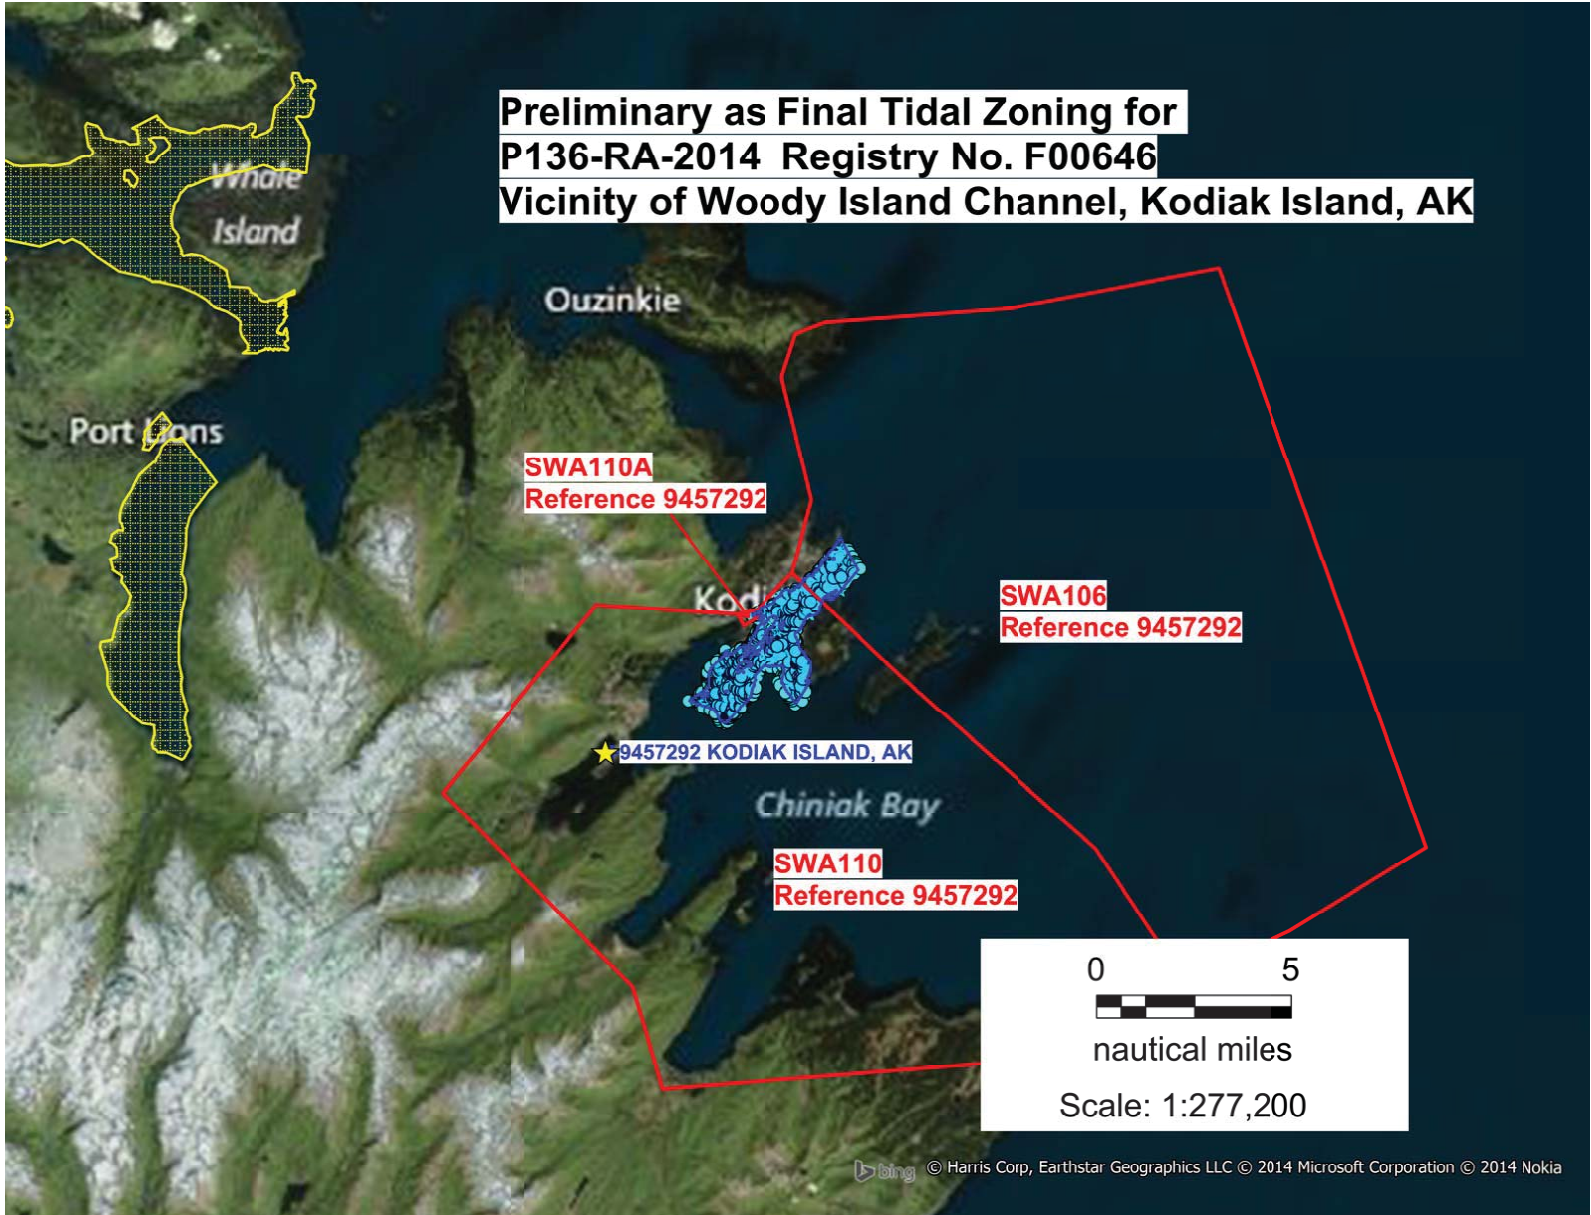 Preliminary as Final Tidal Zoning for
P136-RA-2014 Registry No. F00646
Vicinity of Woody Island Channel, Kodiak Island, AK
Whale
Island
Ouzinkie
Port Lions
SWA110A
Reference 9457292
Kodi
SWA106
Reference 9457292
9457292 KODIAK ISLAND, AK
Chiniak Bay
SWA110
Reference 9457292
0 5
nautical miles
Scale: 1:277,200
bing © Harris Corp, Earthstar Geographics LLC © 2014 Microsoft Corporation © 2014 Nokia